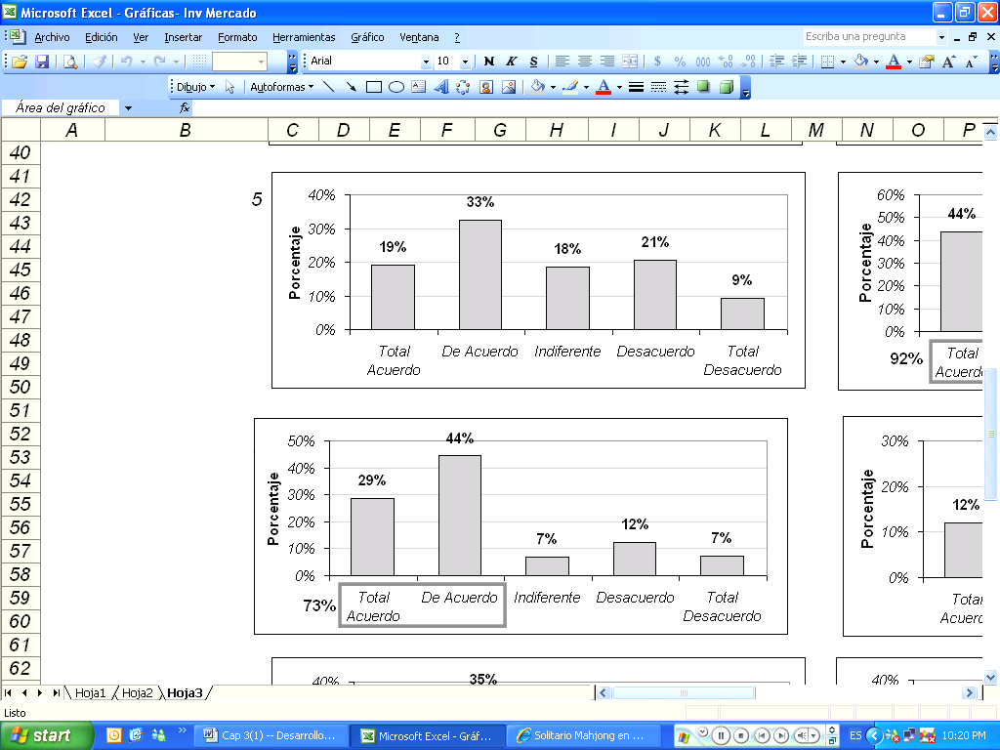 Microsoft Excel - Gráficas- Inv Mercado
Archivo Edición Ver Insertar Formato Herramientas Gráfico Ventana ? Escriba una pregunta
Arial 10 N K S $ % 000
Dibujo Autoformas
Área del gráfico fx
A B C D E F G H I J K L M N O P
40
41
42
43
44
45
46
47
48
49
50
51
52
53
54
55
56
57
58
59
60
61
62
5
Porcentaje
40%
30%
20%
10%
0%
19% 33% 18% 21% 9%
Total Acuerdo De Acuerdo Indiferente Desacuerdo Total Desacuerdo
Porcentaje
60%
50%
40%
30%
20%
10%
0%
44%
92% Total
Acuerdo
Porcentaje
50%
40%
30%
20%
10%
0%
29% 44% 7% 12% 7%
73% Total Acuerdo De Acuerdo Indiferente Desacuerdo Total Desacuerdo
Porcentaje
30%
20%
10%
0%
12%
Total
Acuerd
40% 35%
40%
Hoja1 Hoja2 Hoja3
Listo
start Cap 3(1) -- Desarrollo... Microsoft Excel - Gráf... Solitario Mahjong en ... ES 10:20 PM